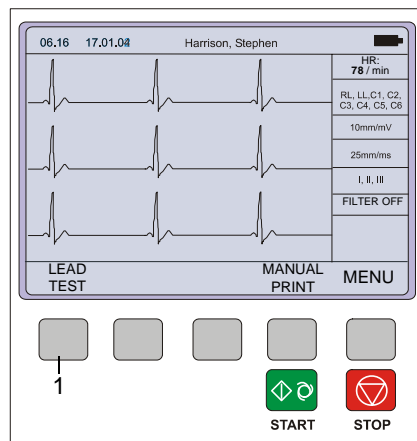 06.16 17.01.02 Harrison, Stephen
HR:
78 / min
RL, LL,C1, C2,
C3, C4, C5, C6
10mm/mV
25mm/ms
I, II, III
FILTER OFF
LEAD
TEST
MANUAL
PRINT
MENU
1
START STOP